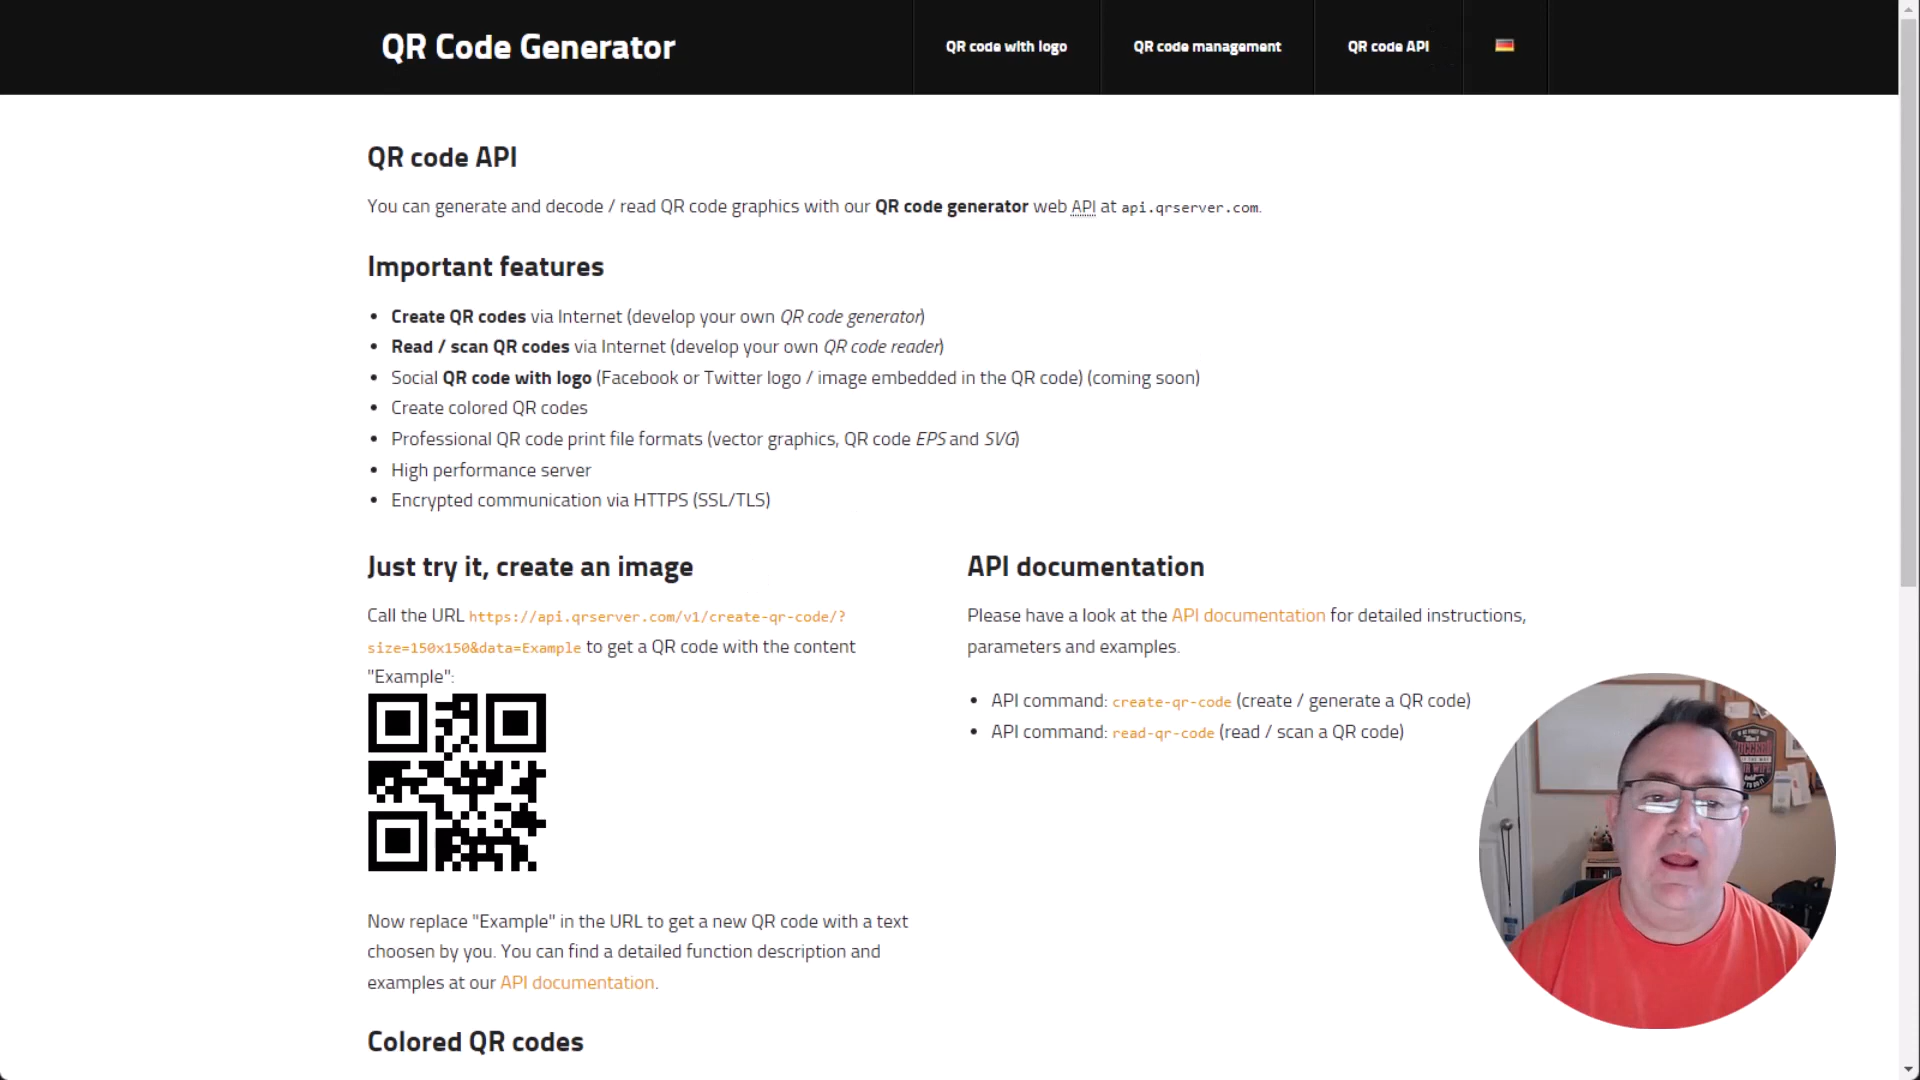 QR Code Generator
QR code with logo
QR code management
QR code API
QR code API
You can generate and decode / read QR code graphics with our QR code generator web API at api.qrserver.com.
Important features
• Create QR codes via Internet (develop your own QR code generator)
• Read / scan QR codes via Internet (develop your own QR code reader)
• Social QR code with logo (Facebook or Twitter logo / image embedded in the QR code) (coming soon)
• Create colored QR codes
• Professional QR code print file formats (vector graphics, QR code EPS and SVG)
• High performance server
• Encrypted communication via HTTPS (SSL/TLS)
Just try it, create an image
Call the URL https://api.qrserver.com/v1/create-qr-code/?
size=150x150&data=Example to get a QR code with the content
"Example":
Now replace "Example" in the URL to get a new QR code with a text
choosen by you. You can find a detailed function description and
examples at our API documentation.
API documentation
Please have a look at the API documentation for detailed instructions,
parameters and examples.
• API command: create-qr-code (create / generate a QR code)
• API command: read-qr-code (read / scan a QR code)
Colored QR codes